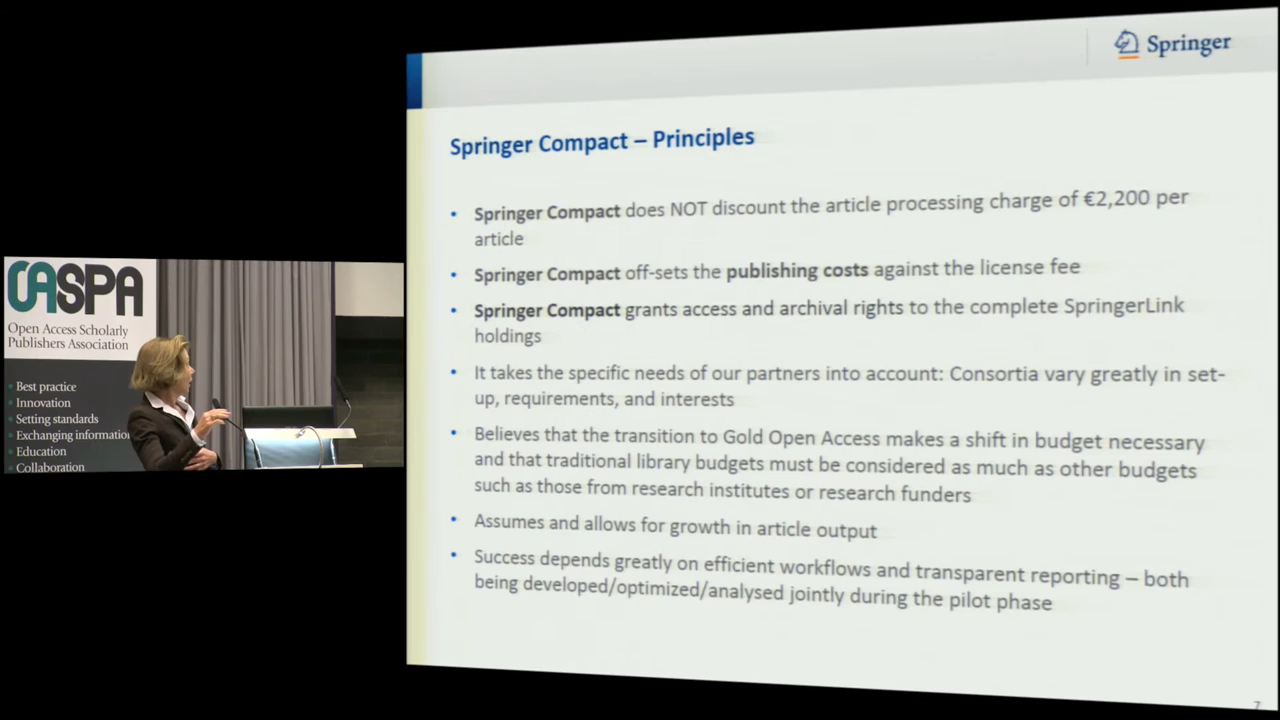 Springer
Springer Compact – Principles
• Springer Compact does NOT discount the article processing charge of €2,200 per
article
• Springer Compact off-sets the publishing costs against the license fee
• Springer Compact grants access and archival rights to the complete SpringerLink
holdings
• It takes the specific needs of our partners into account: Consortia vary greatly in set-
up, requirements, and interests
• Believes that the transition to Gold Open Access makes a shift in budget necessary
and that traditional library budgets must be considered as much as other budgets
such as those from research institutes or research funders
• Assumes and allows for growth in article output
• Success depends greatly on efficient workflows and transparent reporting – both
being developed/optimized/analysed jointly during the pilot phase
7
OASPA
Open Access Scholarly
Publishers Association
• Best practice
• Innovation
• Setting standards
• Exchanging information
• Education
• Collaboration